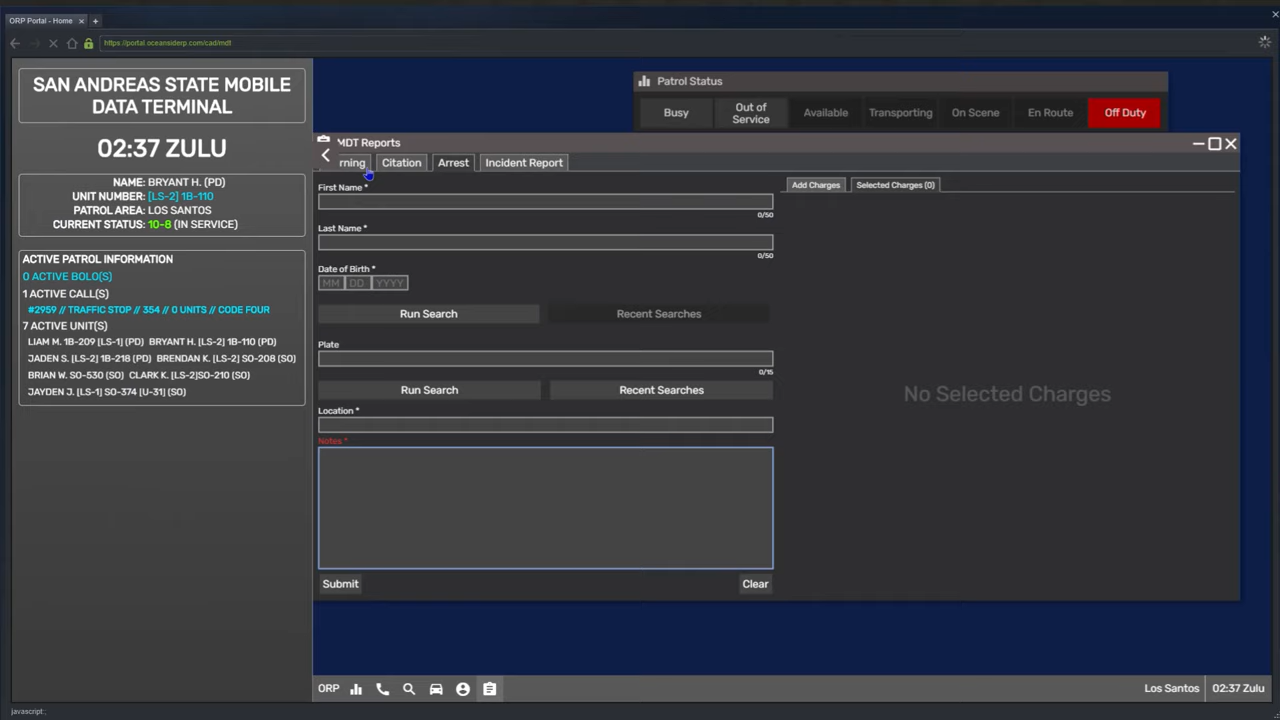 ORP Portal - Home
https://portal.oceansiderp.com/cad/mdt
SAN ANDREAS STATE MOBILE
DATA TERMINAL
02:37 ZULU
NAME: BRYANT H. (PD)
UNIT NUMBER: [LS-2] 1B-110
PATROL AREA: LOS SANTOS
CURRENT STATUS: 10-8 (IN SERVICE)
ACTIVE PATROL INFORMATION
0 ACTIVE BOLO(S)
1 ACTIVE CALL(S)
#2959 // TRAFFIC STOP // 354 // 0 UNITS // CODE FOUR
7 ACTIVE UNIT(S)
LIAM M. 1B-209 [LS-1] (PD) BRYANT H. [LS-2] 1B-110 (PD)
JADEN S. [LS-2] 1B-218 (PD) BRENDAN K. [LS-2] SO-208 (SO)
BRIAN W. SO-530 (SO) CLARK K. [LS-2]SO-210 (SO)
JAYDEN J. [LS-1] SO-374 [U-31] (SO)
Patrol Status
Busy
Out of
Service
Available
Transporting
On Scene
En Route
Off Duty
MDT Reports
rning
Citation
Arrest
Incident Report
First Name *
0/50
Last Name *
0/50
Date of Birth *
MM DD YYYY
Run Search
Recent Searches
Plate
0/15
Run Search
Recent Searches
Location *
Notes *
Submit
Clear
Add Charges
Selected Charges (0)
No Selected Charges
ORP
Los Santos
02:37 Zulu
javascript:;